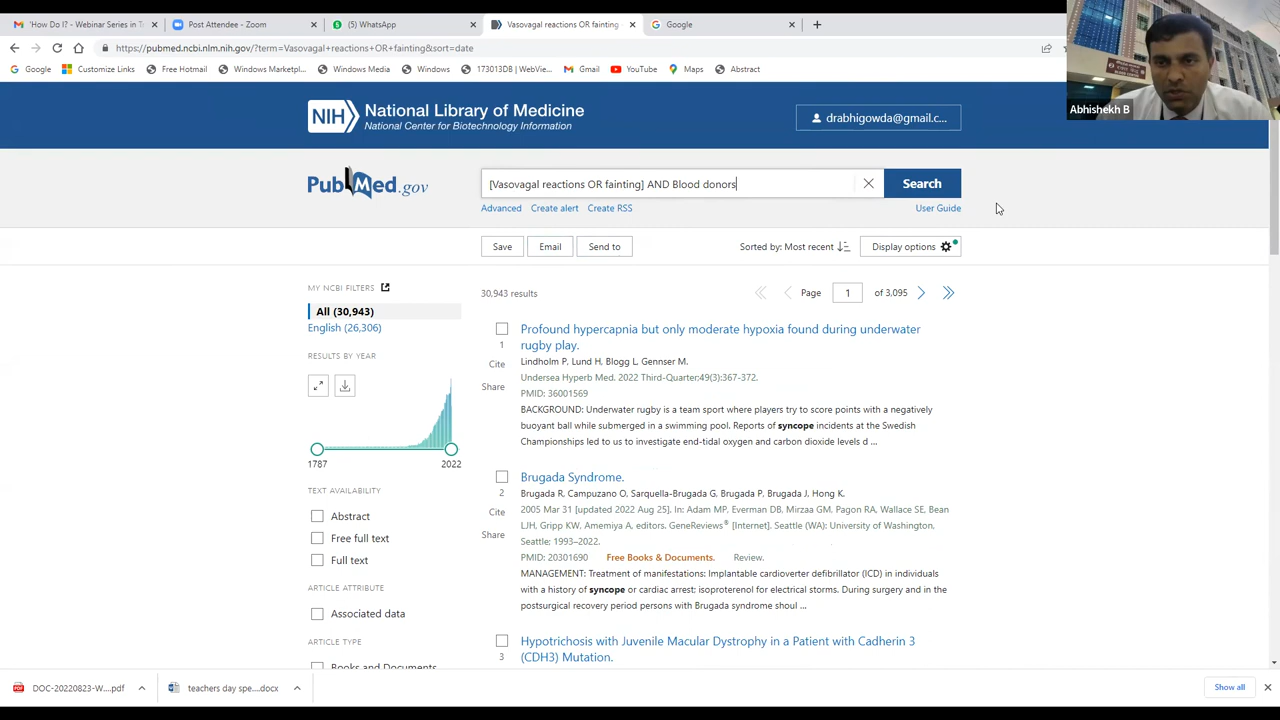 'How Do I? - Webinar Series in T
Post Attendee - Zoom
(5) WhatsApp
Vasovagal reactions OR fainting
Google
https://pubmed.ncbi.nlm.nih.gov/?term=Vasovagal+reactions+OR+fainting&sort=date
Google
Customize Links
Free Hotmail
Windows Marketpl...
Windows Media
Windows
173013DB | WebVie...
Gmail
YouTube
Maps
Abstract
Abhishekh B
NIH
National Library of Medicine
National Center for Biotechnology Information
drabhigowda@gmail.c...
PubMed.gov
[Vasovagal reactions OR fainting] AND Blood donors
Search
Advanced
Create alert
Create RSS
User Guide
Save
Email
Send to
Sorted by: Most recent
Display options
MY NCBI FILTERS
30,943 results
Page
1
of 3,095
All (30,943)
English (26,306)
RESULTS BY YEAR
1787
2022
TEXT AVAILABILITY
Abstract
Free full text
Full text
ARTICLE ATTRIBUTE
Associated data
ARTICLE TYPE
Books and Documents
1
Cite
Share
Profound hypercapnia but only moderate hypoxia found during underwater
rugby play.
Lindholm P, Lund H, Blogg L, Gennser M.
Undersea Hyperb Med. 2022 Third-Quarter;49(3):367-372.
PMID: 36001569
BACKGROUND: Underwater rugby is a team sport where players try to score points with a negatively
buoyant ball while submerged in a swimming pool. Reports of syncope incidents at the Swedish
Championships led to us to investigate end-tidal oxygen and carbon dioxide levels d ...
2
Cite
Share
Brugada Syndrome.
Brugada R, Campuzano O, Sarquella-Brugada G, Brugada P, Brugada J, Hong K.
2005 Mar 31 [updated 2022 Aug 25]. In: Adam MP, Everman DB, Mirzaa GM, Pagon RA, Wallace SE, Bean
LJH, Gripp KW, Amemiya A, editors. GeneReviews® [Internet]. Seattle (WA): University of Washington,
Seattle; 1993–2022.
PMID: 20301690
Free Books & Documents.
Review.
MANAGEMENT: Treatment of manifestations: Implantable cardioverter defibrillator (ICD) in individuals
with a history of syncope or cardiac arrest; isoproterenol for electrical storms. During surgery and in the
postsurgical recovery period persons with Brugada syndrome shoul ...
3
Hypotrichosis with Juvenile Macular Dystrophy in a Patient with Cadherin 3
(CDH3) Mutation.
DOC-20220823-W....pdf
teachers day spe....docx
Show all